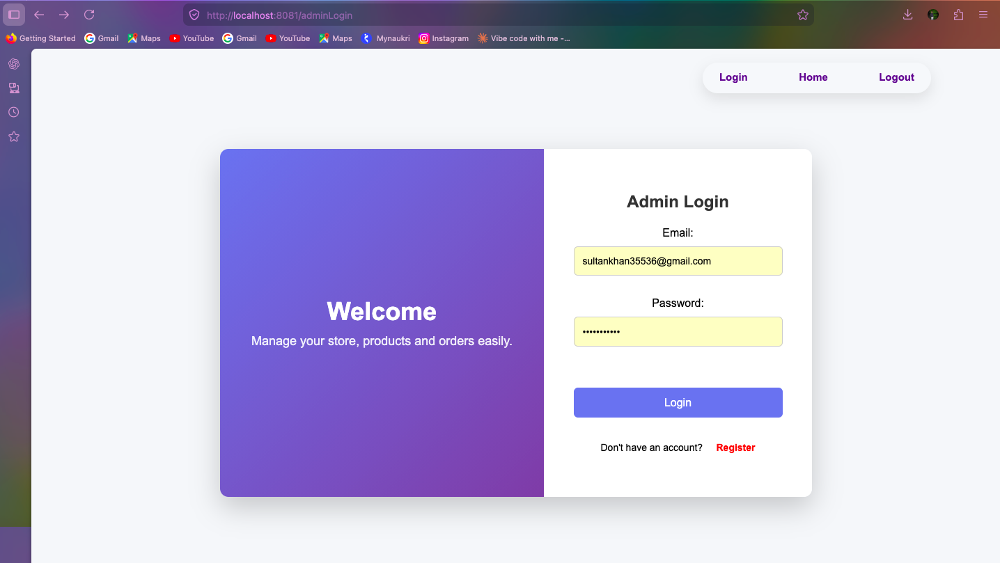 http://localhost:8081/adminLogin
Getting Started Gmail Maps YouTube Gmail YouTube Maps Mynaukri Instagram Vibe code with me -...
Login Home Logout
Welcome
Manage your store, products and orders easily.
Admin Login
Email:
sultankhan35536@gmail.com
Password:
•••••••••••
Login
Don't have an account? Register